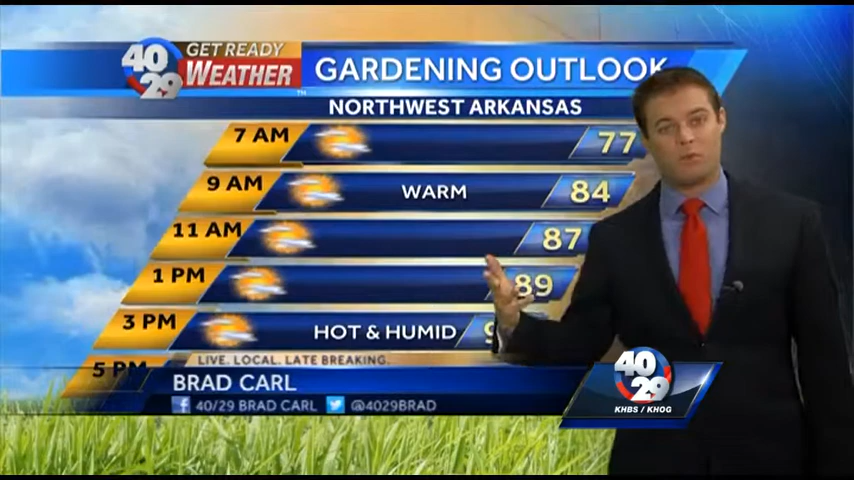 40 29
GET READY
WEATHER
GARDENING OUTLOOK
NORTHWEST ARKANSAS
7 AM 77
9 AM WARM 84
11 AM 87
1 PM 89
3 PM HOT & HUMID
5 PM
LIVE. LOCAL. LATE BREAKING.
BRAD CARL
40/29 BRAD CARL @4029BRAD
40 29
KHBS / KHOG